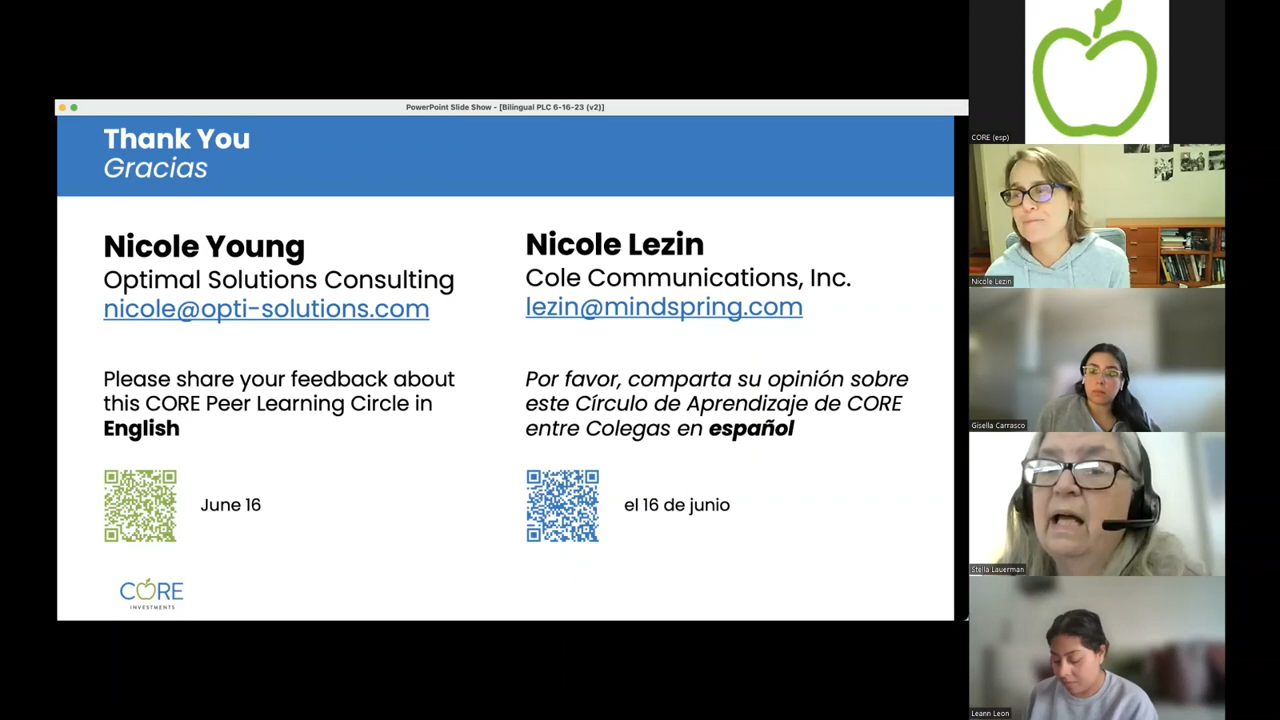 PowerPoint Slide Show - [Bilingual PLC 6-16-23 (v2)]
Thank You
Gracias
Nicole Young
Optimal Solutions Consulting
nicole@opti-solutions.com
Nicole Lezin
Cole Communications, Inc.
lezin@mindspring.com
Please share your feedback about
this CORE Peer Learning Circle in
English
Por favor, comparta su opinión sobre
este Círculo de Aprendizaje de CORE
entre Colegas en español
June 16
el 16 de junio
CORE
INVESTMENTS
CORE (esp)
Nicole Lezin
Gisella Carrasco
Stella Lauerman
Leann Leon